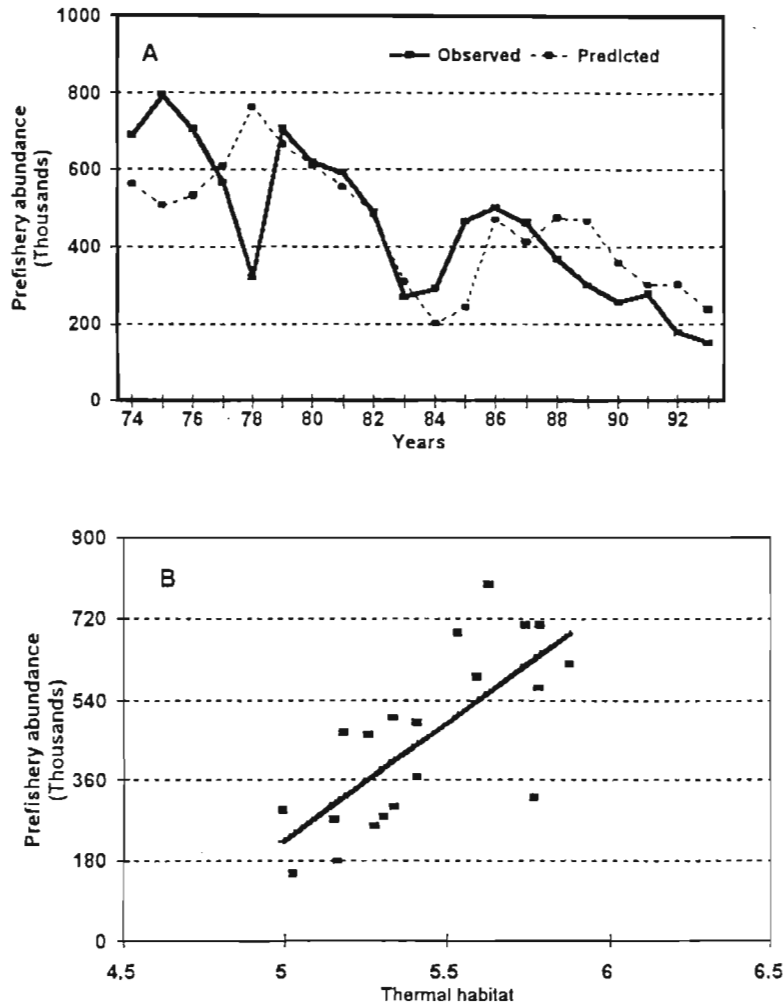 A
Observed
Predicted
Prefishery abundance
(Thousands)
1000
800
600
400
200
0
74 76 78 80 82 84 86 88 90 92
Years
B
Prefishery abundance
(Thousands)
900
720
540
360
180
0
4.5 5 5.5 6 6.5
Thermal habitat